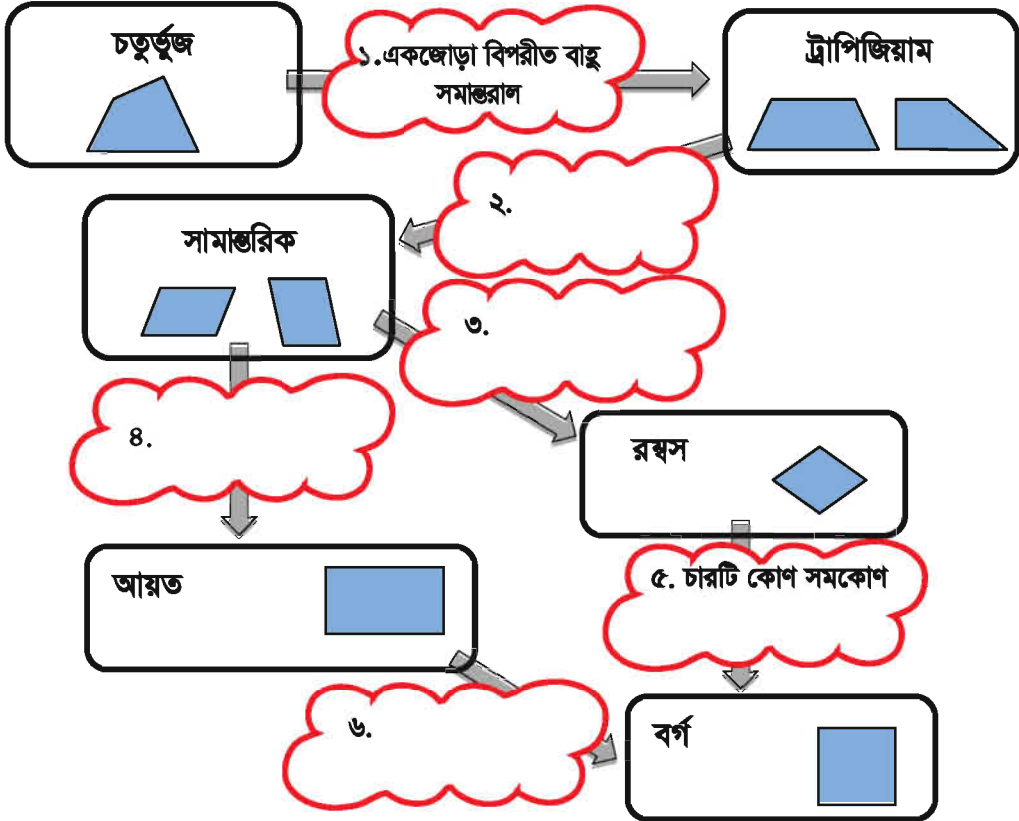 চতুর্ভুজ
১.একজোড়া বিপরীত বাহু
সমান্তরাল
ট্রাপিজিয়াম
২.
সামান্তরিক
৩.
৪.
রম্বস
আয়ত
৫. চারটি কোণ সমকোণ
৬.
বর্গ